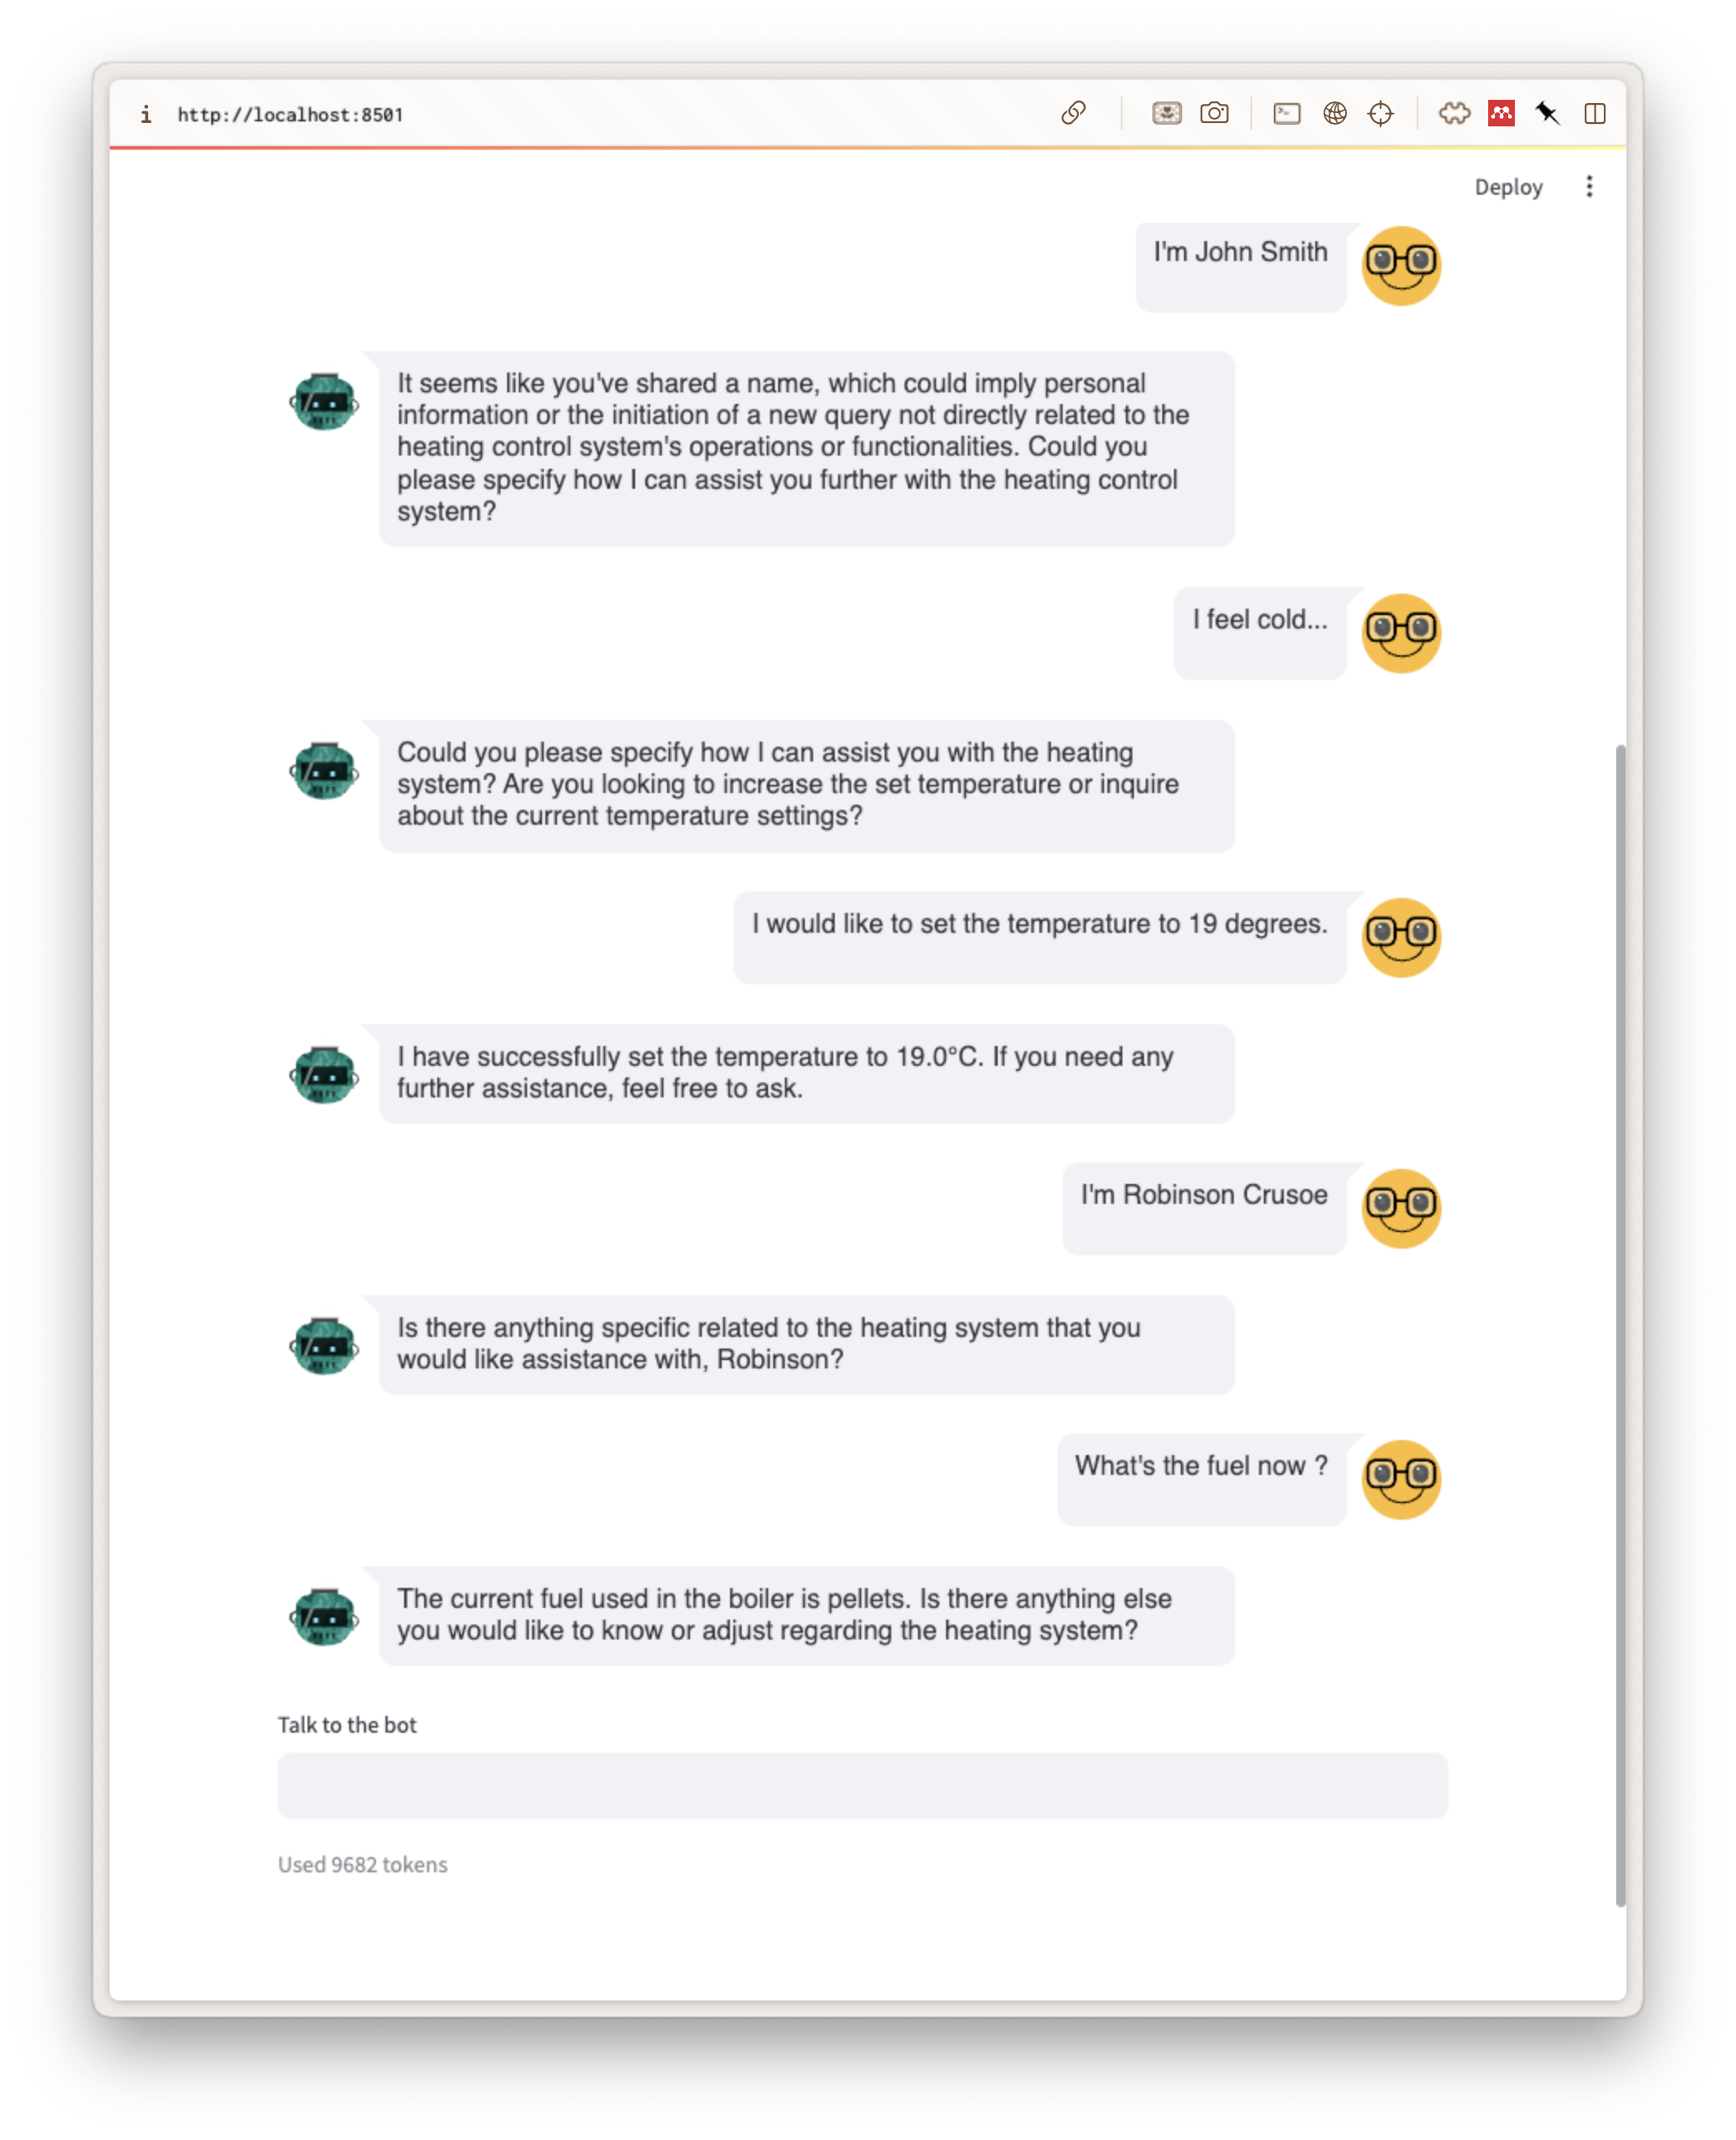 http://localhost:8501
Deploy
I'm John Smith
It seems like you've shared a name, which could imply personal
information or the initiation of a new query not directly related to the
heating control system's operations or functionalities. Could you
please specify how I can assist you further with the heating control
system?
I feel cold...
Could you please specify how I can assist you with the heating
system? Are you looking to increase the set temperature or inquire
about the current temperature settings?
I would like to set the temperature to 19 degrees.
I have successfully set the temperature to 19.0°C. If you need any
further assistance, feel free to ask.
I'm Robinson Crusoe
Is there anything specific related to the heating system that you
would like assistance with, Robinson?
What's the fuel now ?
The current fuel used in the boiler is pellets. Is there anything else
you would like to know or adjust regarding the heating system?
Talk to the bot
Used 9682 tokens